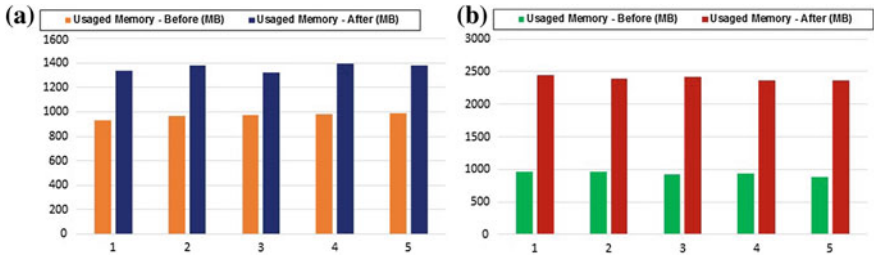 (a)
Usaged Memory - Before (MB) Usaged Memory - After (MB)
1600
1400
1200
1000
800
600
400
200
0
1 2 3 4 5
(b)
Usaged Memory - Before (MB) Usaged Memory - After (MB)
3000
2500
2000
1500
1000
500
0
1 2 3 4 5